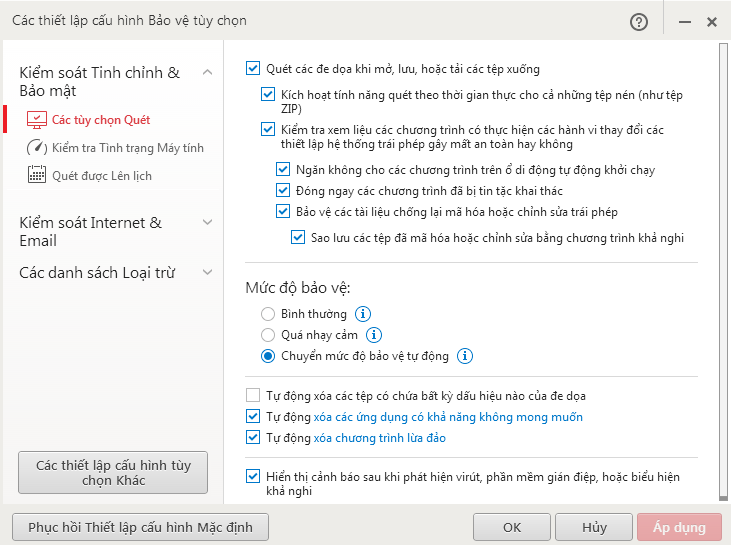 Các thiết lập cấu hình Bảo vệ tùy chọn
Kiểm soát Tinh chỉnh &
Bảo mật
Các tùy chọn Quét
Kiểm tra Tình trạng Máy tính
Quét được Lên lịch
Kiểm soát Internet &
Email
Các danh sách Loại trừ
Các thiết lập cấu hình tùy
chọn Khác
Quét các đe dọa khi mở, lưu, hoặc tải các tệp xuống
Kích hoạt tính năng quét theo thời gian thực cho cả những tệp nén (như tệp
ZIP)
Kiểm tra xem liệu các chương trình có thực hiện các hành vi thay đổi các
thiết lập hệ thống trái phép gây mất an toàn hay không
Ngăn không cho các chương trình trên ổ di động tự động khởi chạy
Đóng ngay các chương trình đã bị tin tặc khai thác
Bảo vệ các tài liệu chống lại mã hóa hoặc chỉnh sửa trái phép
Sao lưu các tệp đã mã hóa hoặc chỉnh sửa bằng chương trình khả nghi
Mức độ bảo vệ:
Bình thường
Quá nhạy cảm
Chuyển mức độ bảo vệ tự động
Tự động xóa các tệp có chứa bất kỳ dấu hiệu nào của đe dọa
Tự động xóa các ứng dụng có khả năng không mong muốn
Tự động xóa chương trình lừa đảo
Hiển thị cảnh báo sau khi phát hiện virút, phần mềm gián điệp, hoặc biểu hiện
khả nghi
Phục hồi Thiết lập cấu hình Mặc định
OK
Hủy
Áp dụng